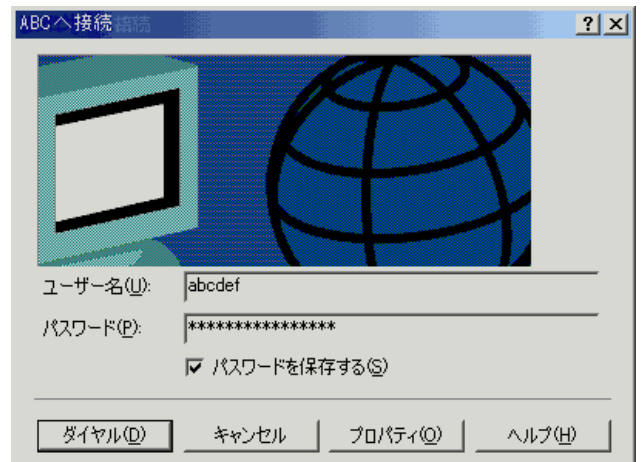 ABCへ接続
ユーザー名(U): abcdef
パスワード(P): ****************
パスワードを保存する(S)
ダイヤル(D) キャンセル プロパティ(O) ヘルプ(H)